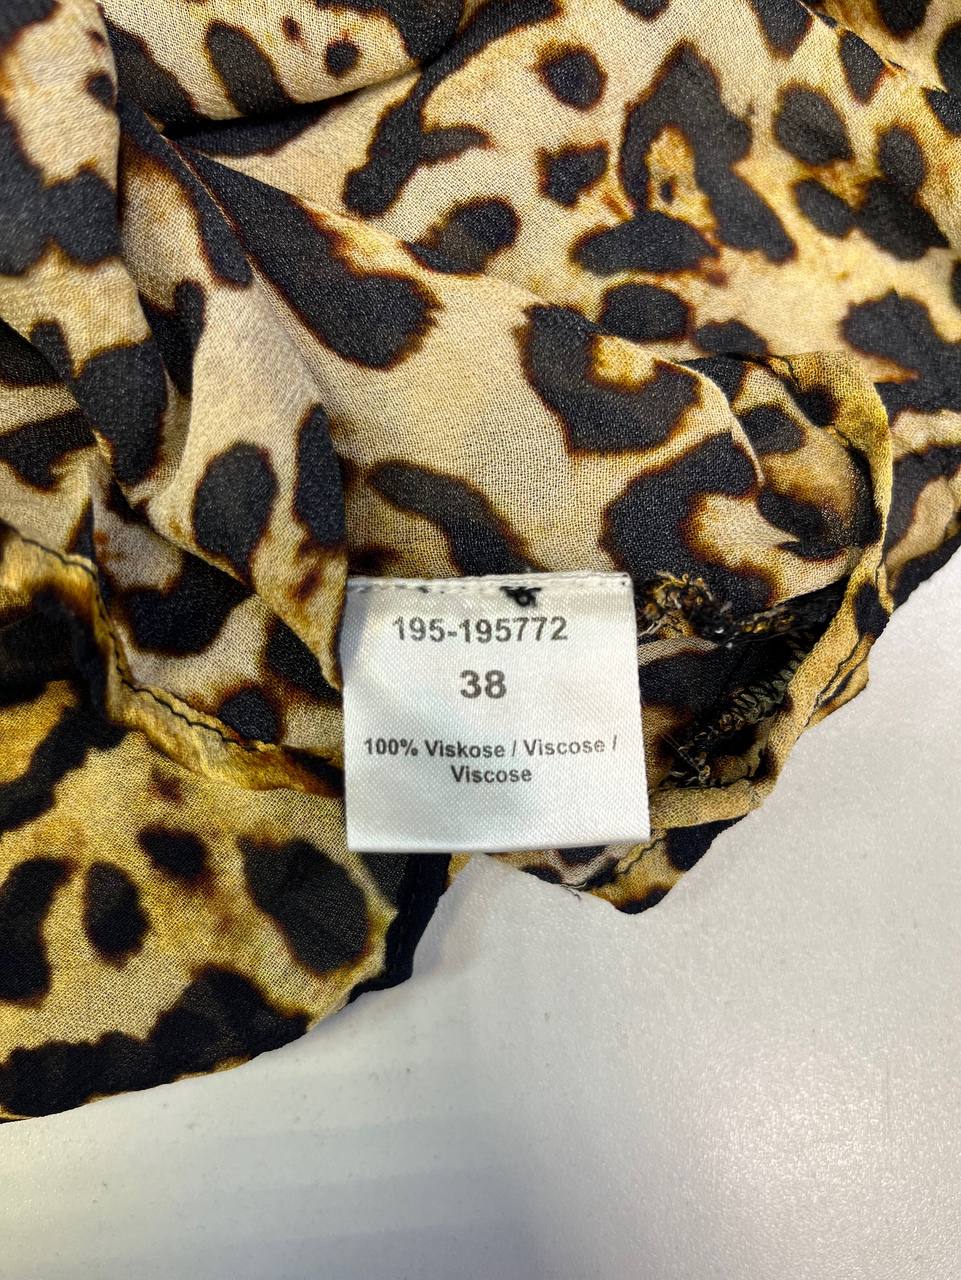 195-195772
38
100% Viskose / Viscose /
Viscose